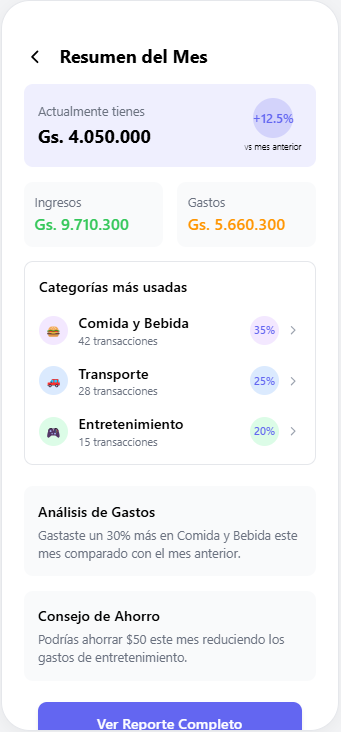 Resumen del Mes
Actualmente tienes
Gs. 4.050.000
+12.5%
vs mes anterior
Ingresos
Gs. 9.710.300
Gastos
Gs. 5.660.300
Categorías más usadas
Comida y Bebida
42 transacciones
35%
Transporte
28 transacciones
25%
Entretenimiento
15 transacciones
20%
Análisis de Gastos
Gastaste un 30% más en Comida y Bebida este
mes comparado con el mes anterior.
Consejo de Ahorro
Podrías ahorrar $50 este mes reduciendo los
gastos de entretenimiento.
Ver Reporte Completo